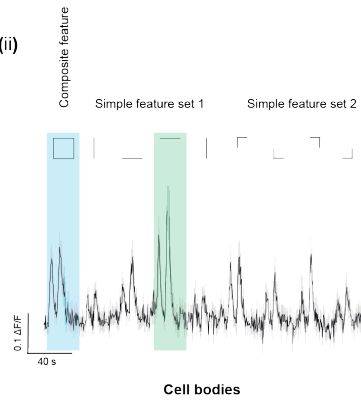 (ii)
Composite feature
Simple feature set 1
Simple feature set 2
0.1 ΔF/F
40 s
Cell bodies